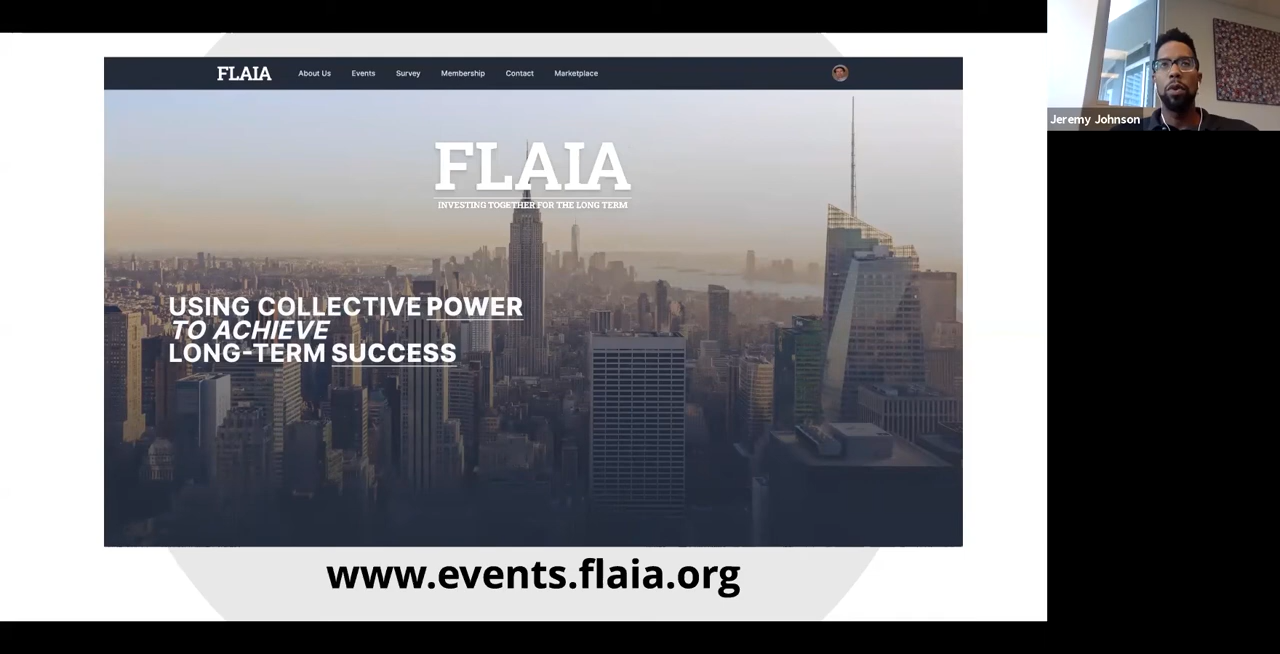 FLAIA
About Us
Events
Survey
Membership
Contact
Marketplace
Jeremy Johnson
FLAIA
INVESTING TOGETHER FOR THE LONG TERM
USING COLLECTIVE POWER
TO ACHIEVE
LONG-TERM SUCCESS
www.events.flaia.org